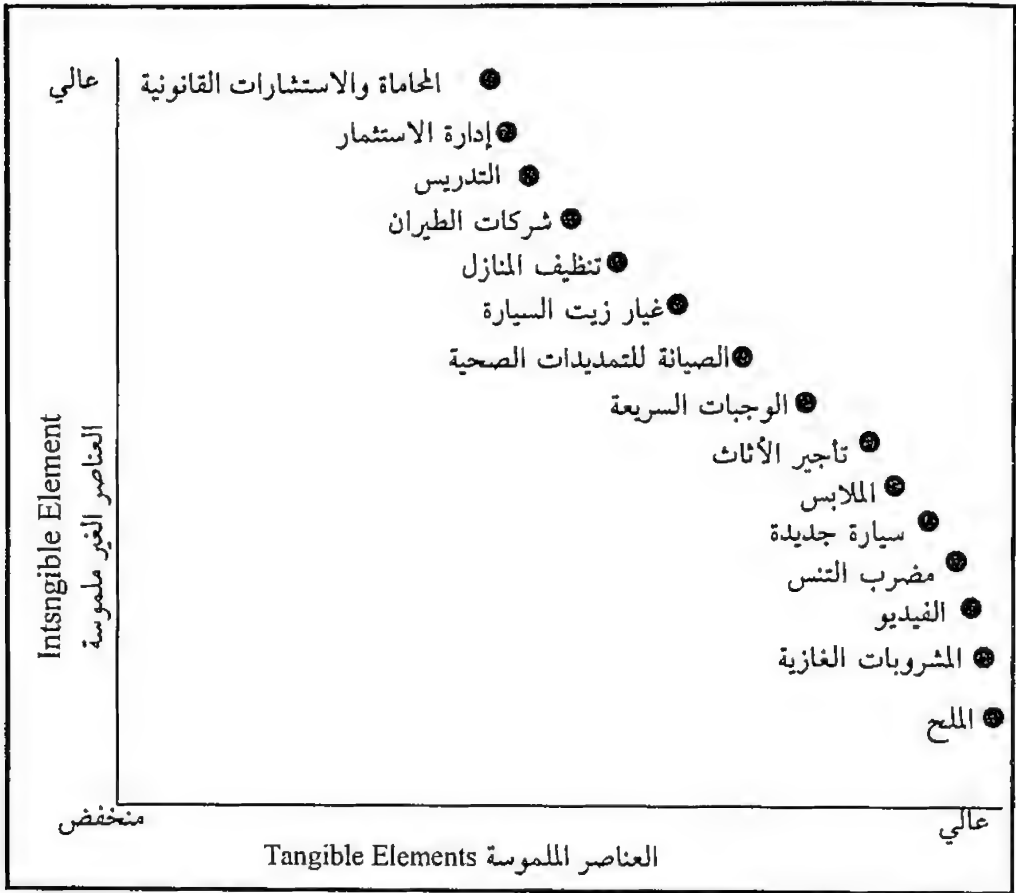 عالي
المحاماة والاستشارات القانونية
إدارة الاستثمار
التدريس
شركات الطيران
تنظيف المنازل
غيار زيت السيارة
الصيانة للتمديدات الصحية
الوجبات السريعة
تأجير الأثاث
الملابس
سيارة جديدة
مضرب التنس
الفيديو
المشروبات الغازية
الملح
Intsngible Element
العناصر الغير ملموسة
منخفض
عالي
العناصر الملموسة Tangible Elements